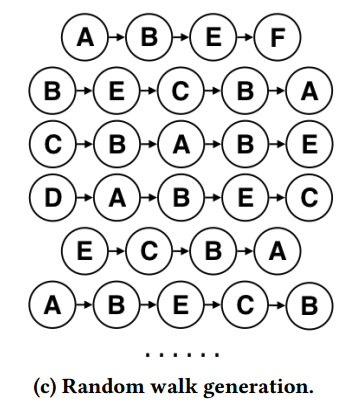 A B E F
B E C B A
C B A B E
D A B E C
E C B A
A B E C B
......
(c) Random walk generation.